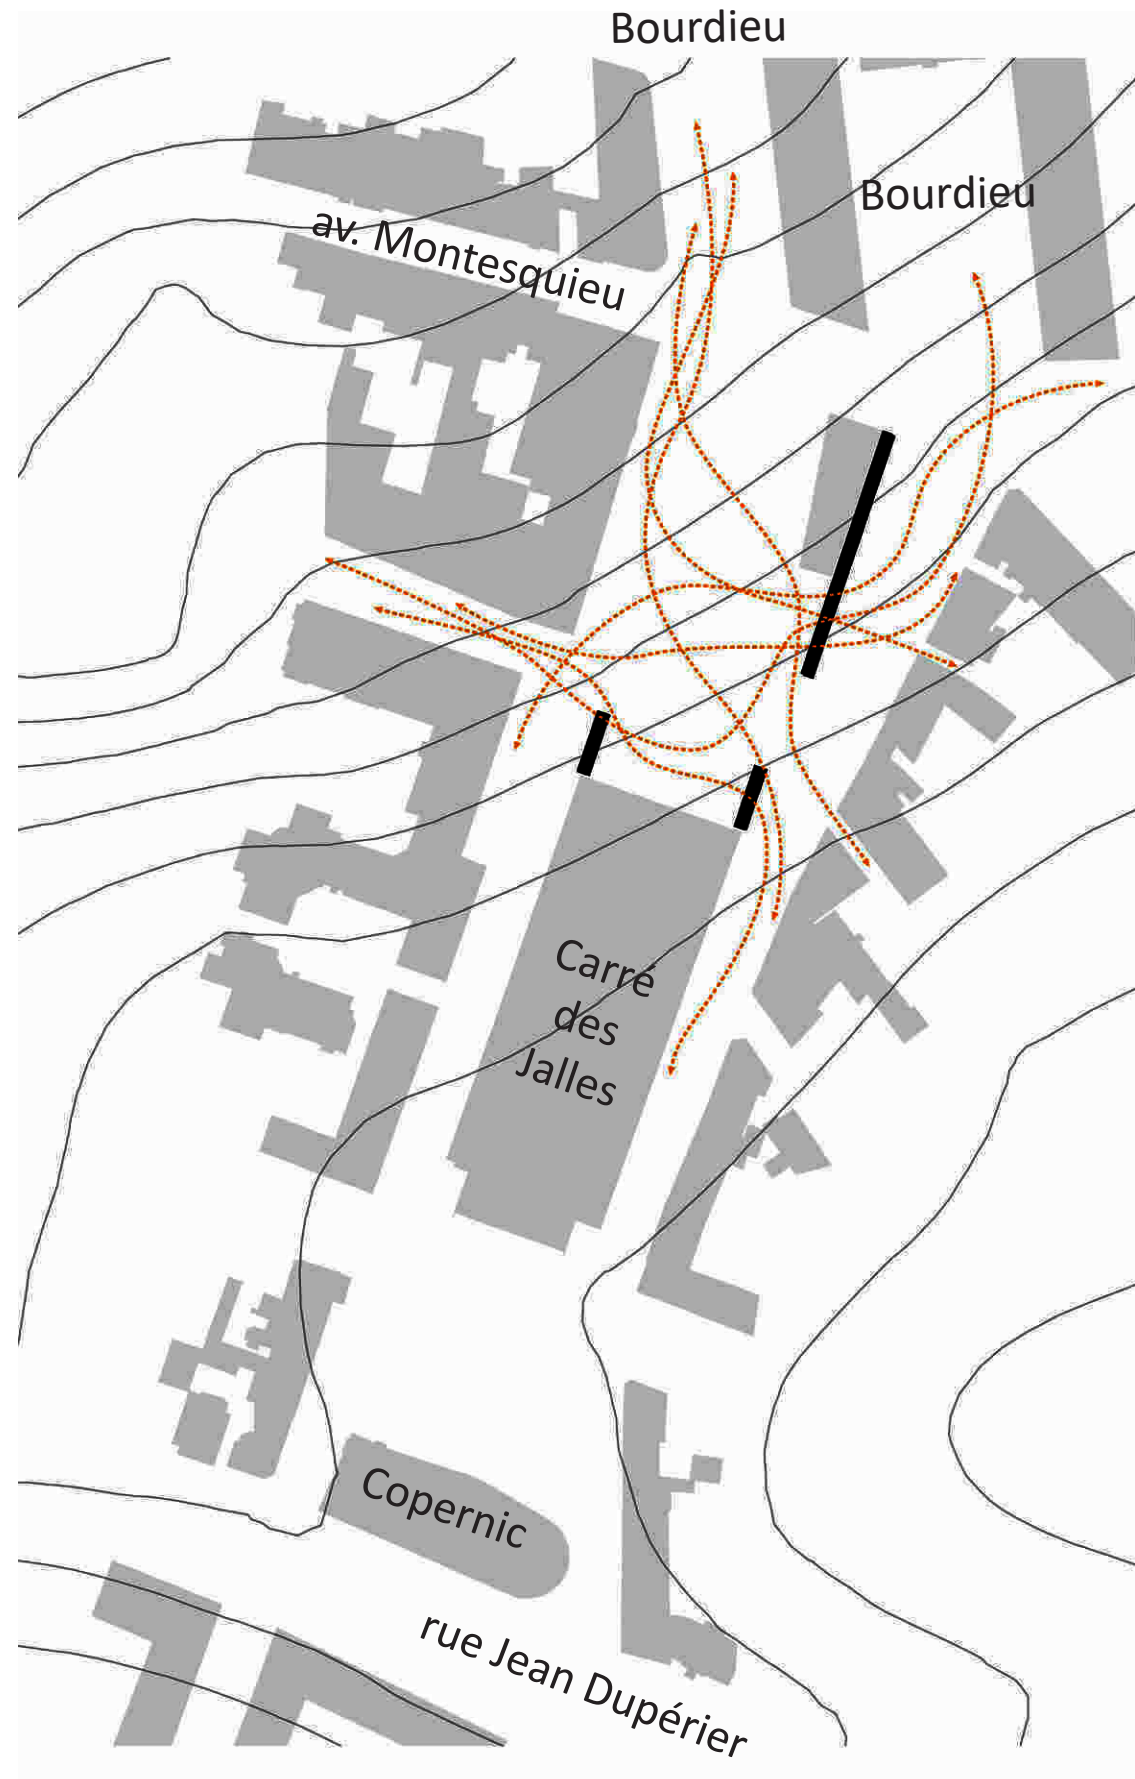 Bourdieu
Bourdieu
av. Montesquieu
Carré
des
Jalles
Copernic
rue Jean Dupérier